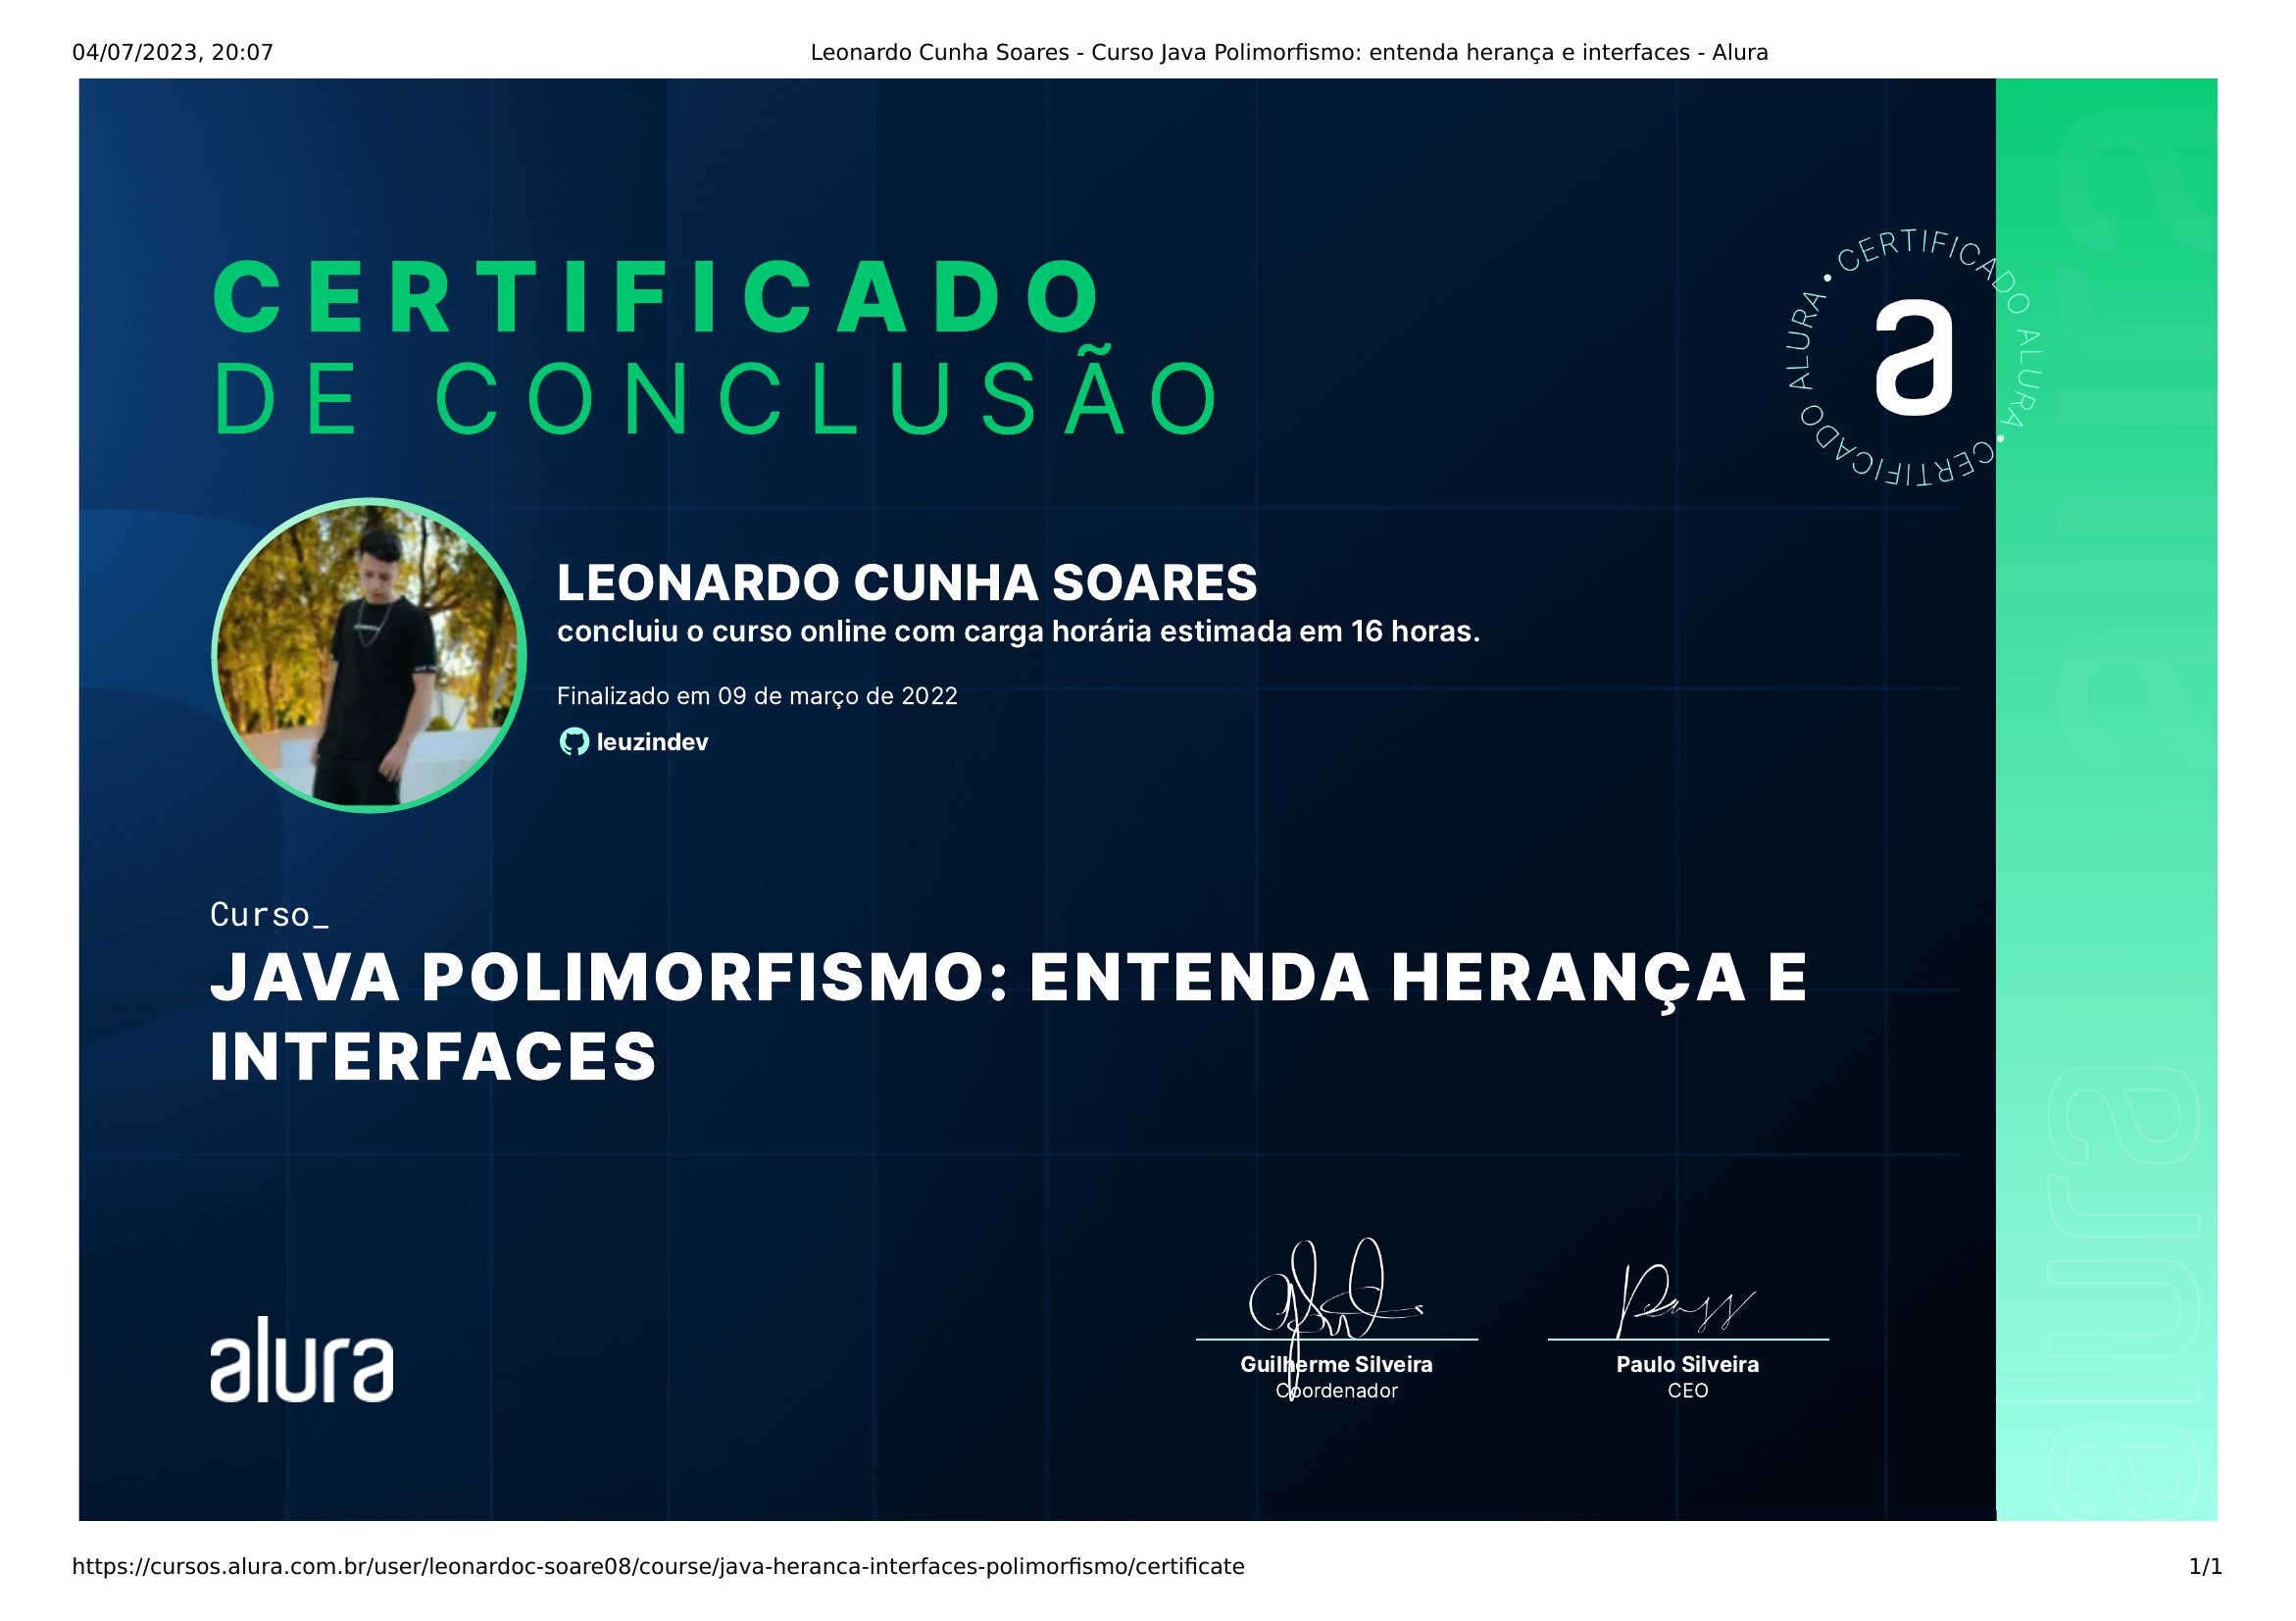 04/07/2023, 20:07
Leonardo Cunha Soares - Curso Java Polimorfismo: entenda herança e interfaces - Alura
CERTIFICADO
DE CONCLUSÃO
CERTIFICADO ALURA • CERTIFICADO ALURA •
a
LEONARDO CUNHA SOARES
concluiu o curso online com carga horária estimada em 16 horas.
Finalizado em 09 de março de 2022
leuzindev
Curso_
JAVA POLIMORFISMO: ENTENDA HERANÇA E
INTERFACES
alura
Guilherme Silveira
Coordenador
Paulo Silveira
CEO
alura
alura
https://cursos.alura.com.br/user/leonardoc-soare08/course/java-heranca-interfaces-polimorfismo/certificate
1/1